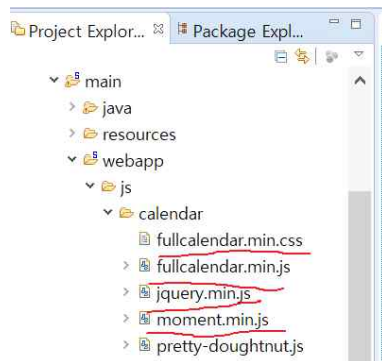 Project Explor... Package Expl...
main
java
resources
webapp
js
calendar
fullcalendar.min.css
fullcalendar.min.js
jquery.min.js
moment.min.js
pretty-doughtnut.js